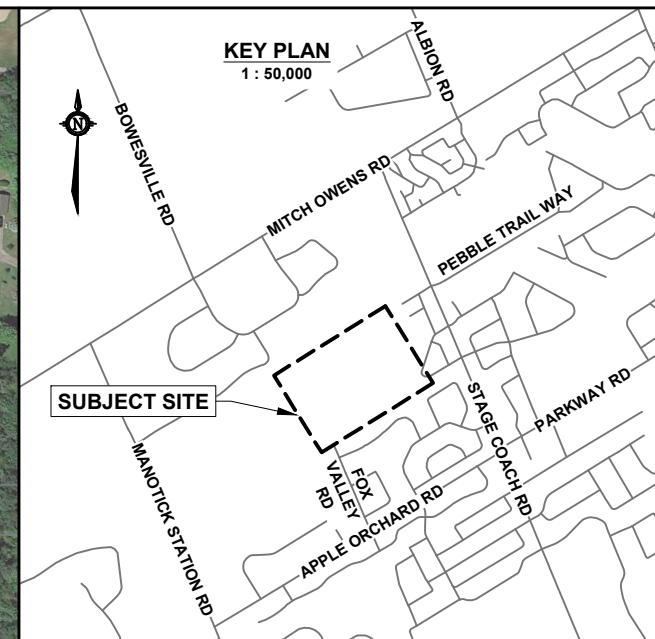 KEY PLAN
1 : 50,000
ALBION RD
BOWESVILLE RD
N
MITCH OWENS RD
PEBBLE TRAIL WAY
SUBJECT SITE
STAGE COACH RD
PARKWAY RD
MANOTICK STATION RD
FOX
VALLEY
RD
APPLE ORCHARD RD